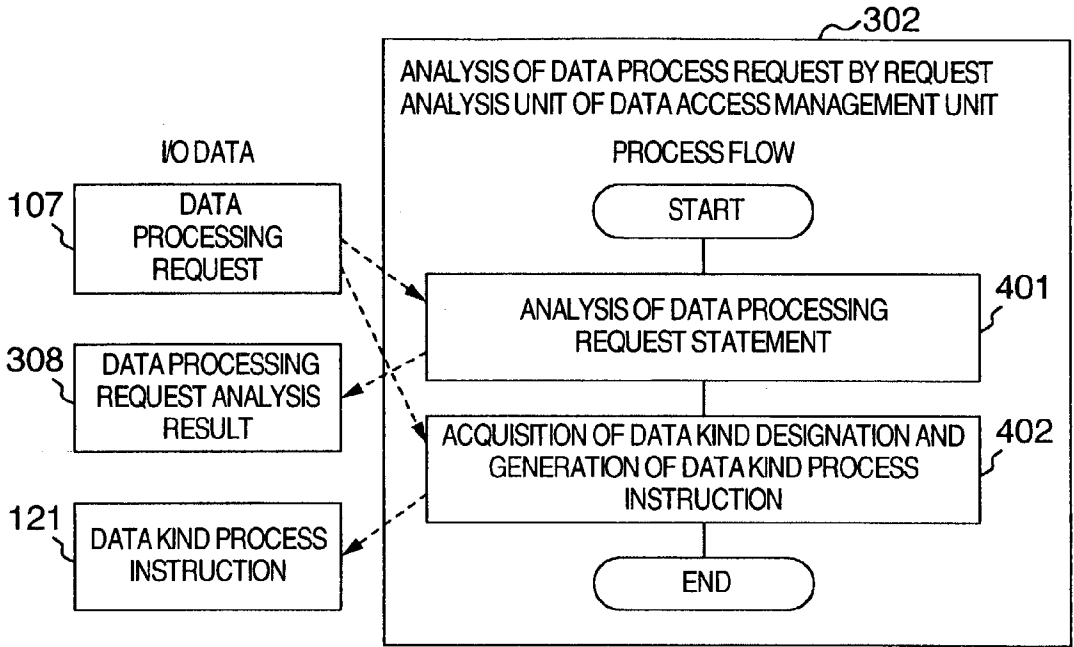 302
ANALYSIS OF DATA PROCESS REQUEST BY REQUEST
ANALYSIS UNIT OF DATA ACCESS MANAGEMENT UNIT
I/O DATA
PROCESS FLOW
107
DATA
PROCESSING
REQUEST
START
401
ANALYSIS OF DATA PROCESSING
REQUEST STATEMENT
308
DATA PROCESSING
REQUEST ANALYSIS
RESULT
402
ACQUISITION OF DATA KIND DESIGNATION AND
GENERATION OF DATA KIND PROCESS
INSTRUCTION
121
DATA KIND PROCESS
INSTRUCTION
END